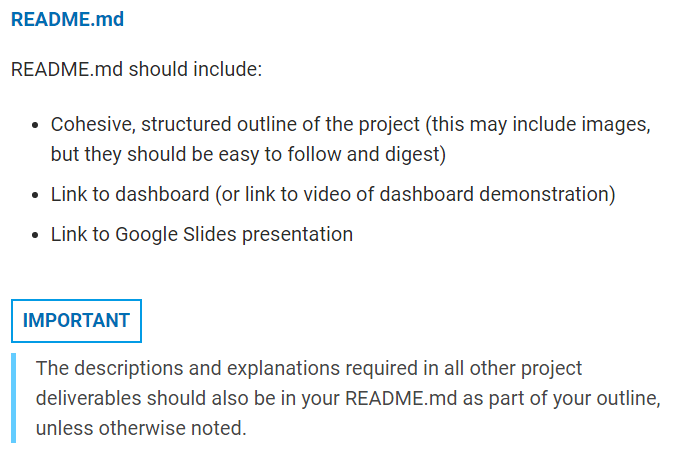 README.md
README.md should include:
• Cohesive, structured outline of the project (this may include images,
but they should be easy to follow and digest)
• Link to dashboard (or link to video of dashboard demonstration)
• Link to Google Slides presentation
IMPORTANT
The descriptions and explanations required in all other project
deliverables should also be in your README.md as part of your outline,
unless otherwise noted.